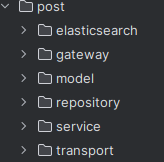 post
elasticsearch
gateway
model
repository
service
transport